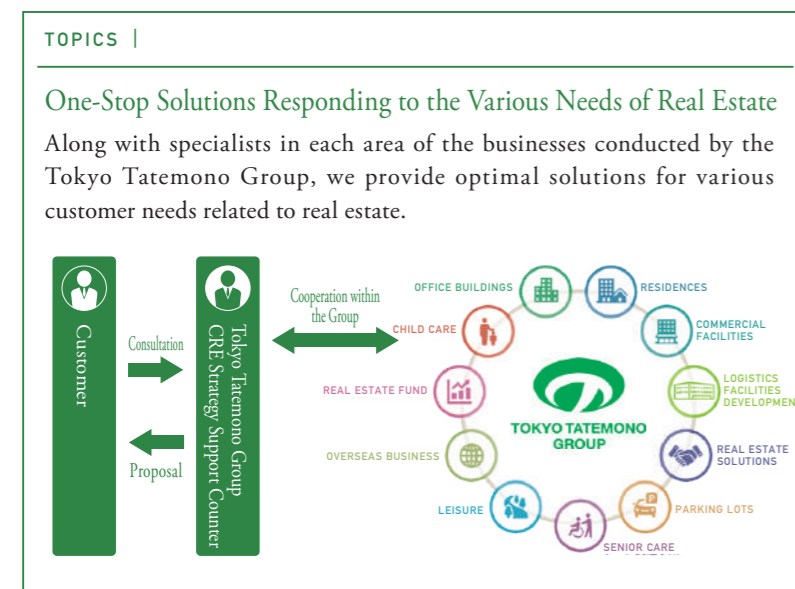 TOPICS |
One-Stop Solutions Responding to the Various Needs of Real Estate
Along with specialists in each area of the businesses conducted by the
Tokyo Tatemono Group, we provide optimal solutions for various
customer needs related to real estate.
Customer
Consultation
Proposal
Tokyo Tatemono Group
CRE Strategy Support Counter
Cooperation within
the Group
OFFICE BUILDINGS
RESIDENCES
CHILD CARE
COMMERCIAL
FACILITIES
REAL ESTATE FUND
LOGISTICS
FACILITIES
DEVELOPMEN
TOKYO TATEMONO
GROUP
OVERSEAS BUSINESS
REAL ESTATE
SOLUTIONS
LEISURE
P
PARKING LOTS
SENIOR CARE